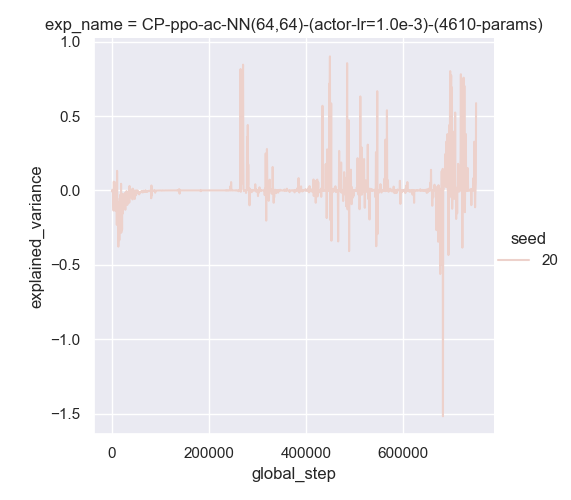 exp_name = CP-ppo-ac-NN(64,64)-(actor-lr=1.0e-3)-(4610-params)
1.0
0.5
0.0
−0.5
−1.0
−1.5
explained_variance
0
200000
400000
600000
global_step
seed
20